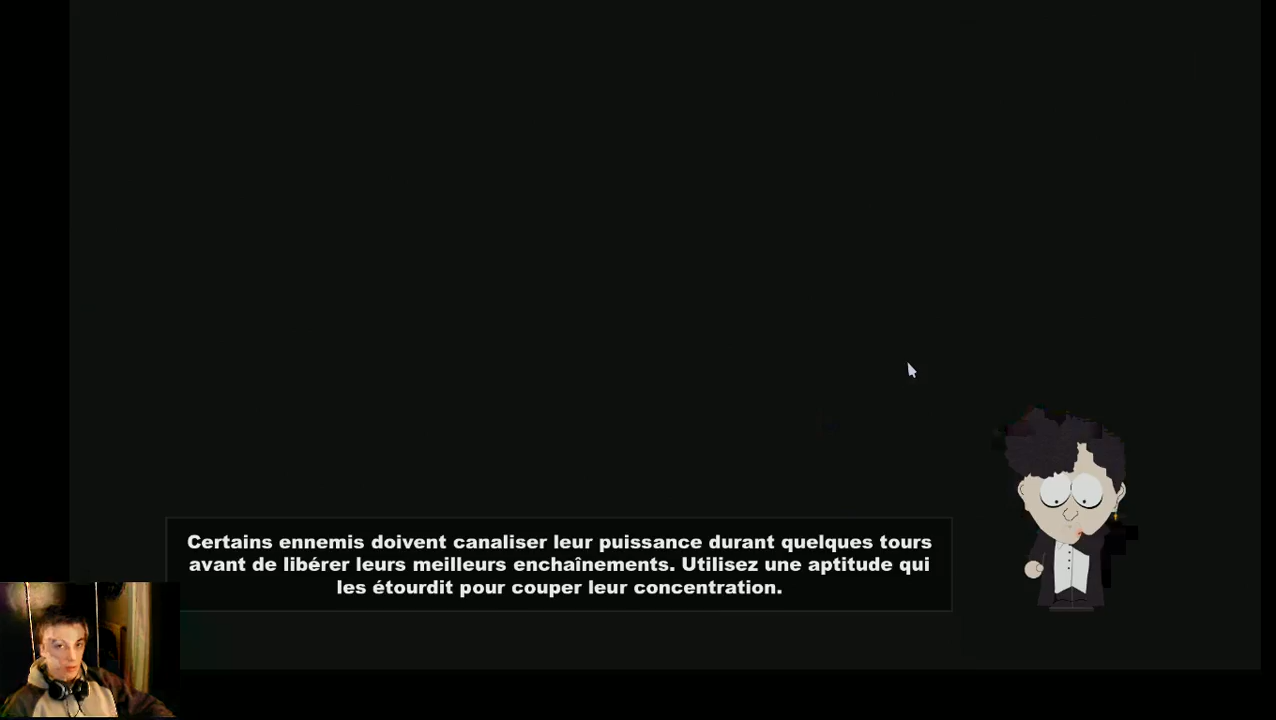 Certains ennemis doivent canaliser leur puissance durant quelques tours
avant de libérer leurs meilleurs enchaînements. Utilisez une aptitude qui
les étourdit pour couper leur concentration.